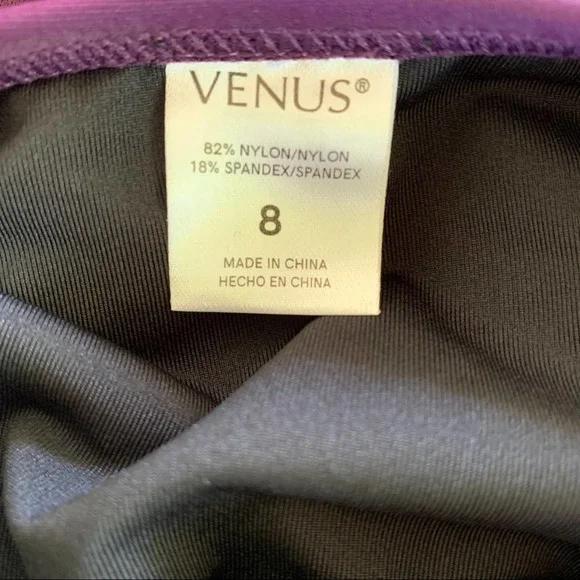 VENUS®
82% NYLON/NYLON
18% SPANDEX/SPANDEX
8
MADE IN CHINA
HECHO EN CHINA